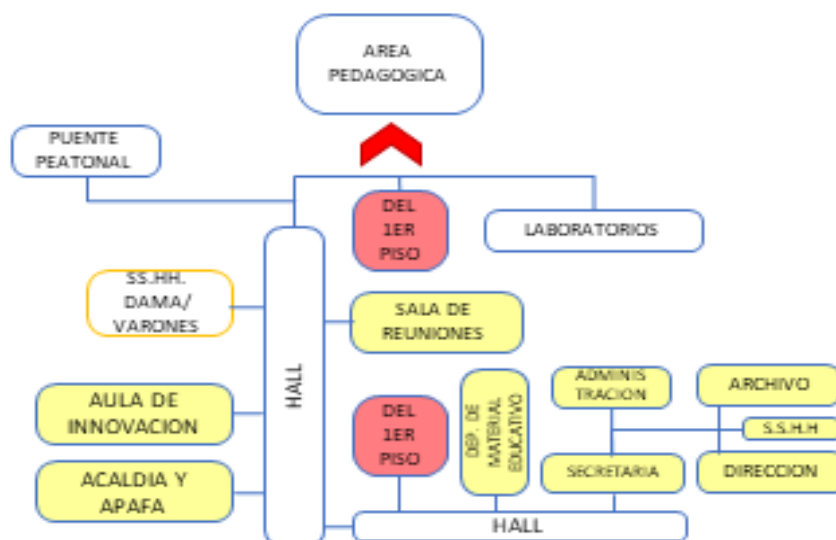 AREA
PEDAGOGICA
PUENTE
PEATONAL
DEL
1ER
PISO
LABORATORIOS
SS.HH.
DAMA/
VARONES
SALA DE
REUNIONES
HALL
AULA DE
INNOVACION
DEL
1ER
PISO
DEP. DE
MATERIAL
EDUCATIVO
ADMINIS
TRACION
ARCHIVO
S.S.H.H
ACALDIA Y
APAFA
SECRETARIA
DIRECCION
HALL